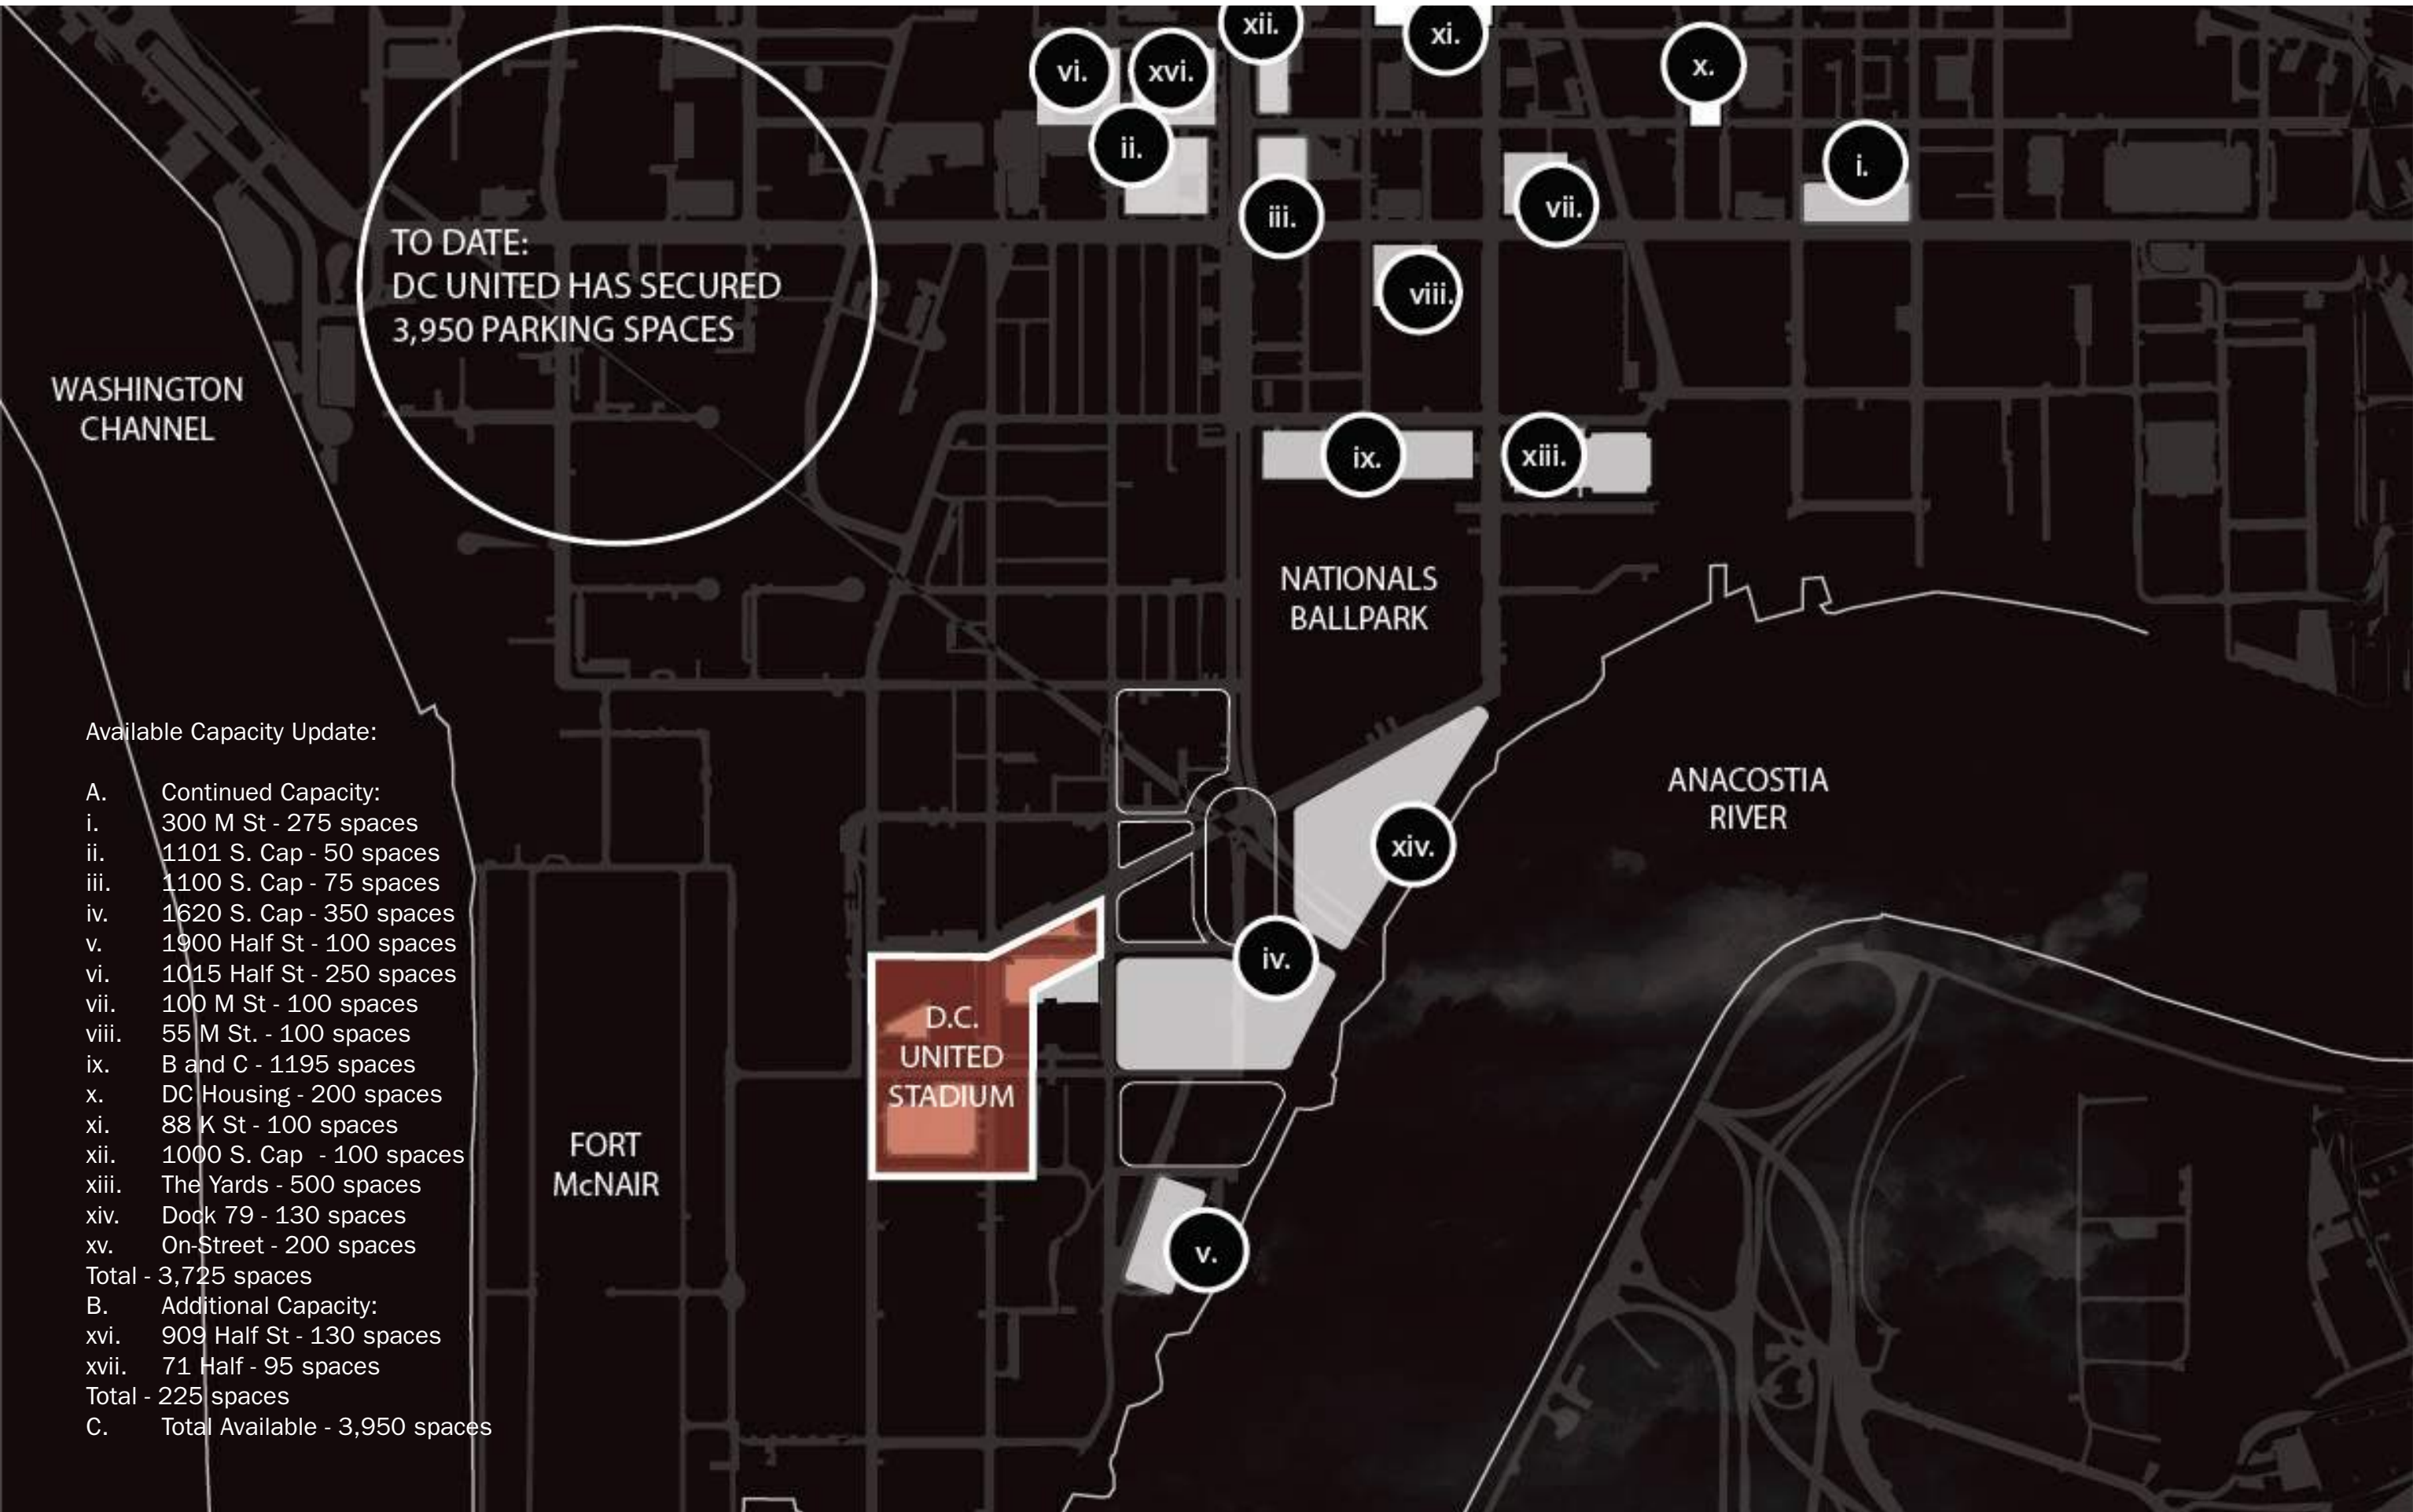 xii.
xi.
vi.
xvi.
x.
ii.
i.
iii.
vii.
TO DATE:
DC UNITED HAS SECURED
3,950 PARKING SPACES
viii.
WASHINGTON
CHANNEL
ix.
xiii.
NATIONALS
BALLPARK
ANACOSTIA
RIVER
xiv.
iv.
D.C.
UNITED
STADIUM
FORT
McNAIR
v.
Available Capacity Update:
A. Continued Capacity:
i. 300 M St - 275 spaces
ii. 1101 S. Cap - 50 spaces
iii. 1100 S. Cap - 75 spaces
iv. 1620 S. Cap - 350 spaces
v. 1900 Half St - 100 spaces
vi. 1015 Half St - 250 spaces
vii. 100 M St - 100 spaces
viii. 55 M St. - 100 spaces
ix. B and C - 1195 spaces
x. DC Housing - 200 spaces
xi. 88 K St - 100 spaces
xii. 1000 S. Cap - 100 spaces
xiii. The Yards - 500 spaces
xiv. Dock 79 - 130 spaces
xv. On-Street - 200 spaces
Total - 3,725 spaces
B. Additional Capacity:
xvi. 909 Half St - 130 spaces
xvii. 71 Half - 95 spaces
Total - 225 spaces
C. Total Available - 3,950 spaces